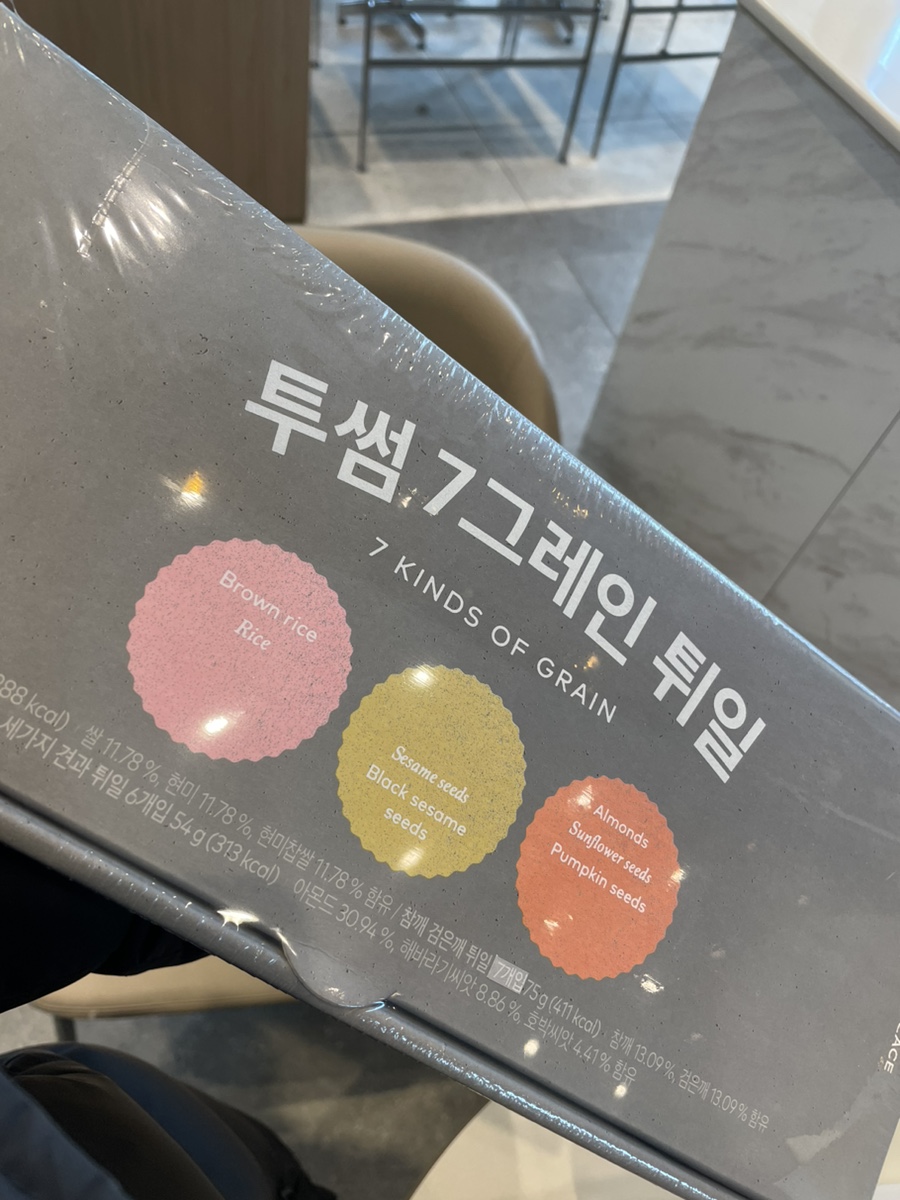 투썸 7그레인 튀일
7 KINDS OF GRAIN
Brown rice
Rice
Sesame seeds
Black sesame
seeds
Almonds
Sunflower seeds
Pumpkin seeds
kcal) / 쌀 11.78 %, 현미 11.78 %, 현미찹쌀 11.78 % 함유 / 참깨 검은깨 튀일 7개입 75 g (411 kcal) 참깨 13.09 %, 검은깨 13.09 % 함유
세가지 견과 튀일 6개입 54 g (313 kcal) 아몬드 30.94 %, 해바라기씨앗 8.86 %, 호박씨앗 4.41 % 함유